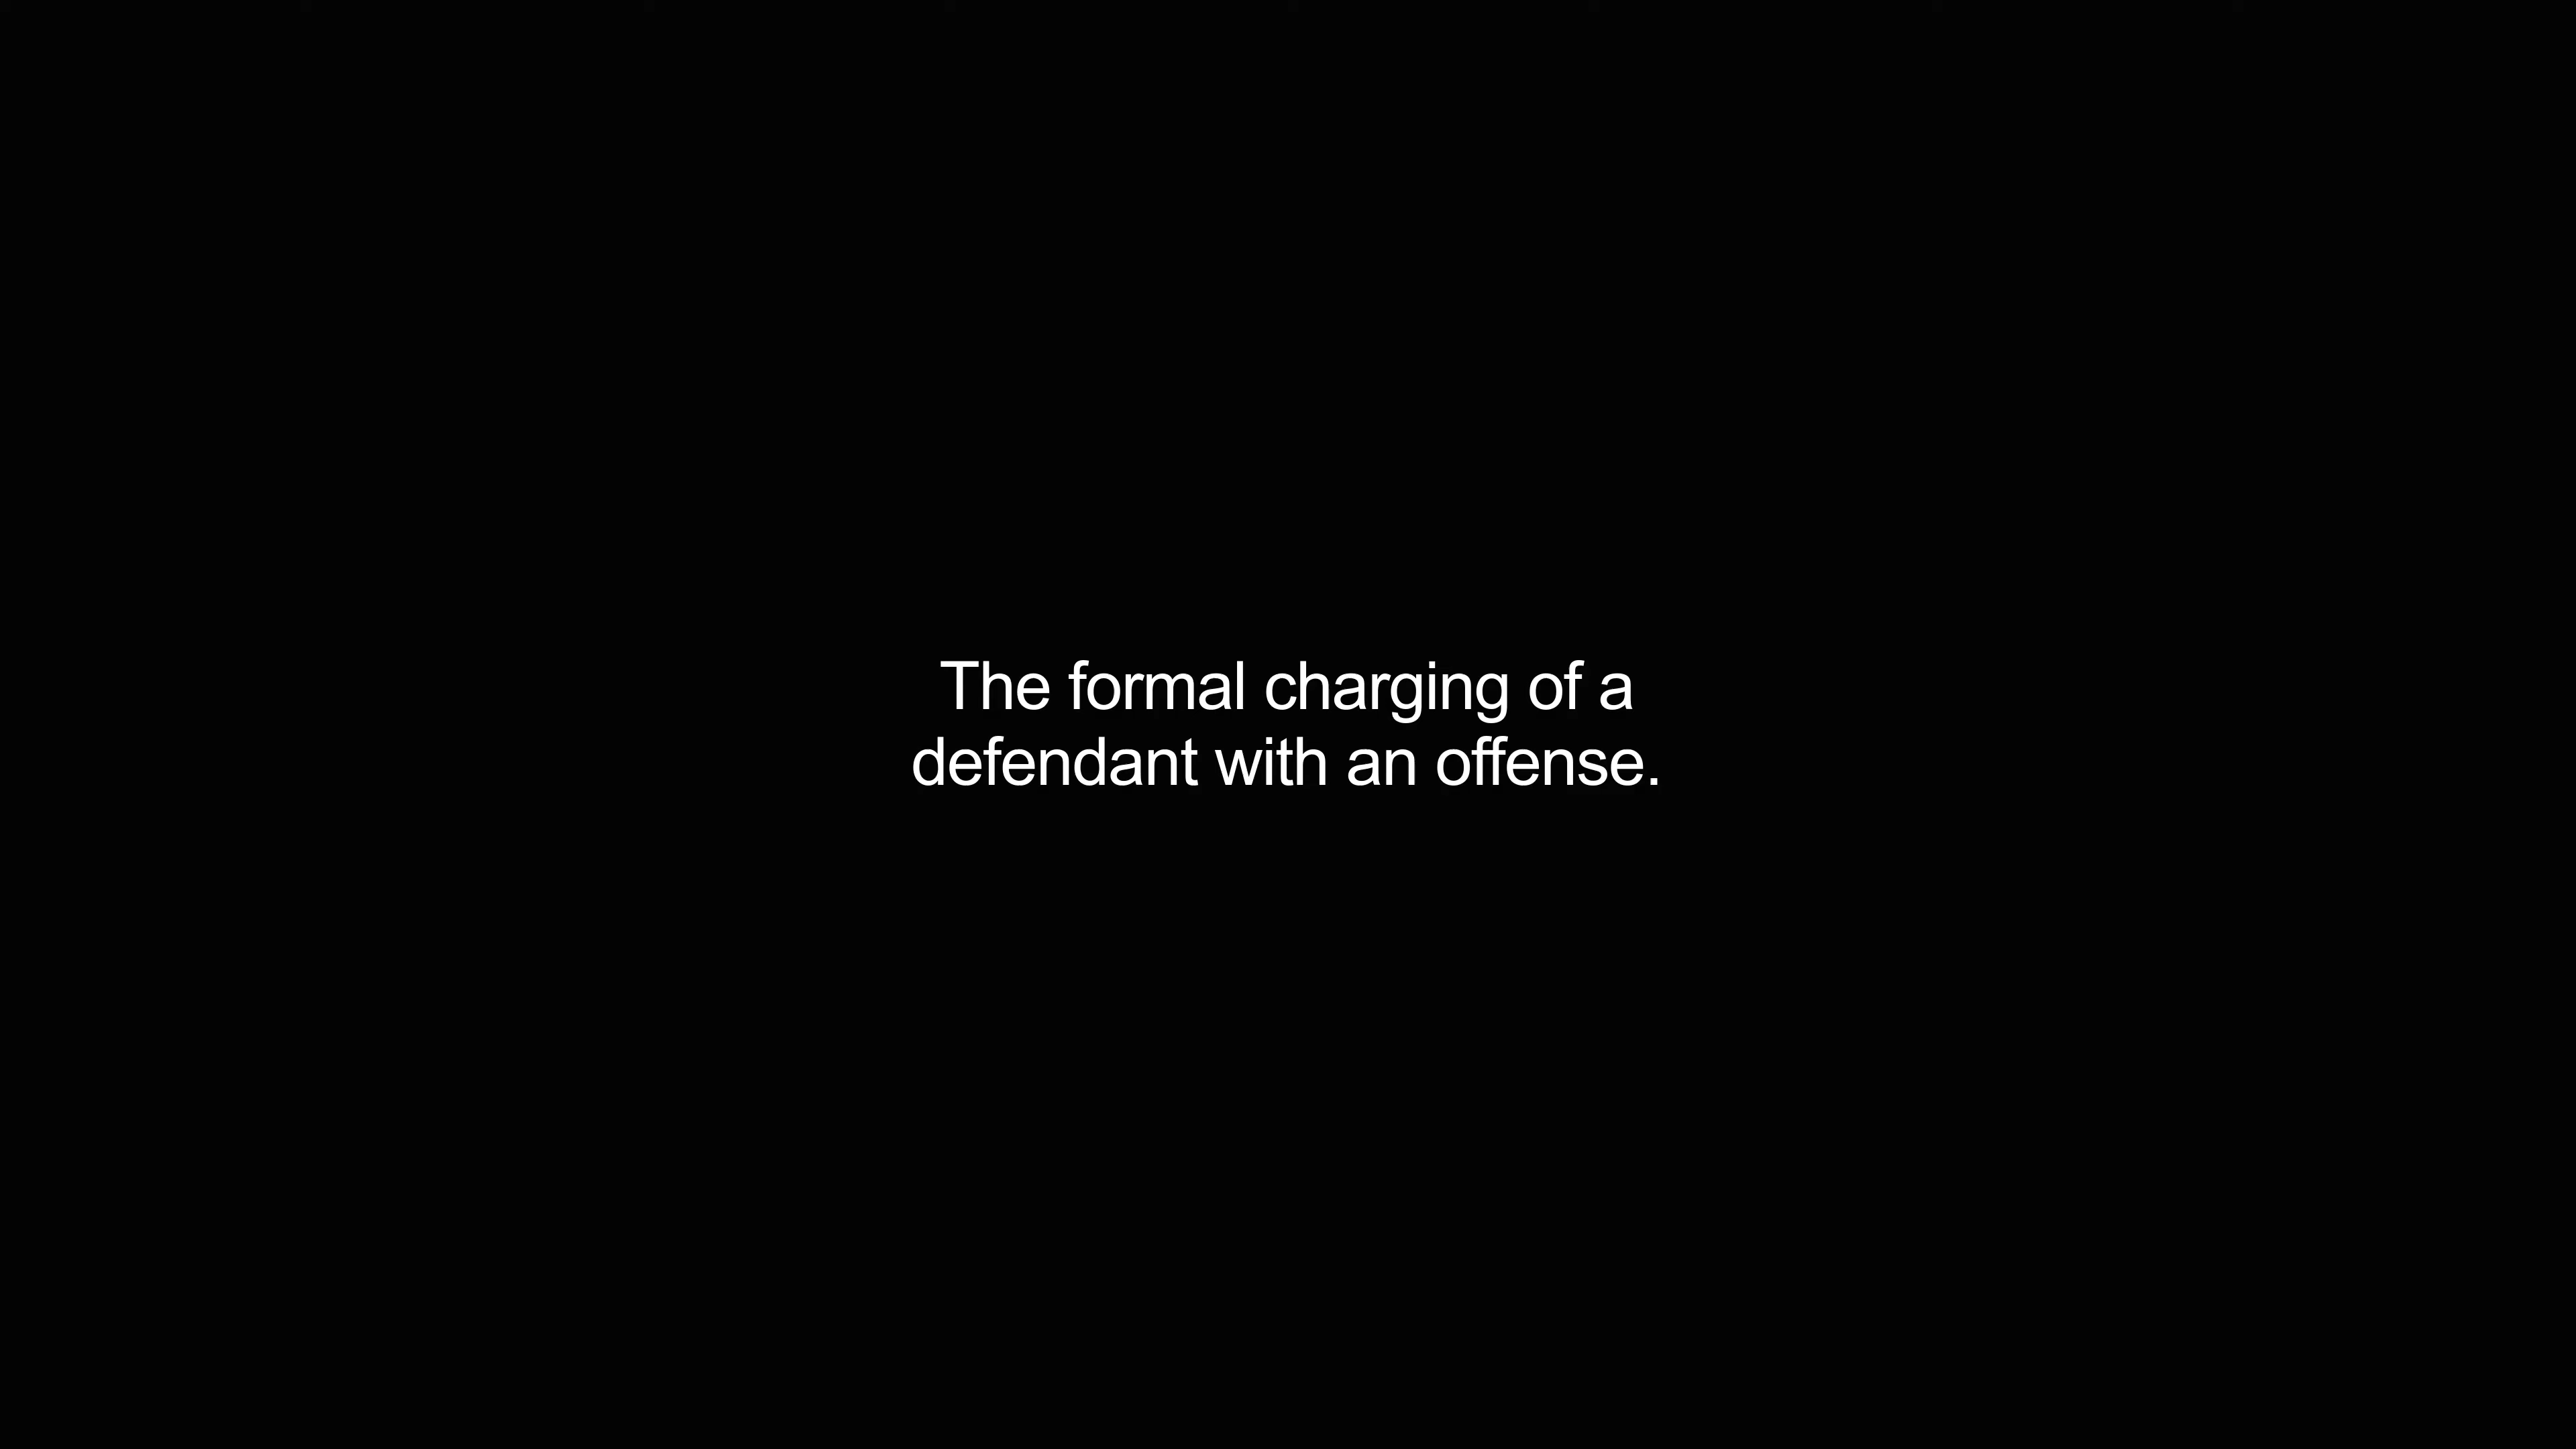 The formal charging of a
defendant with an offense.